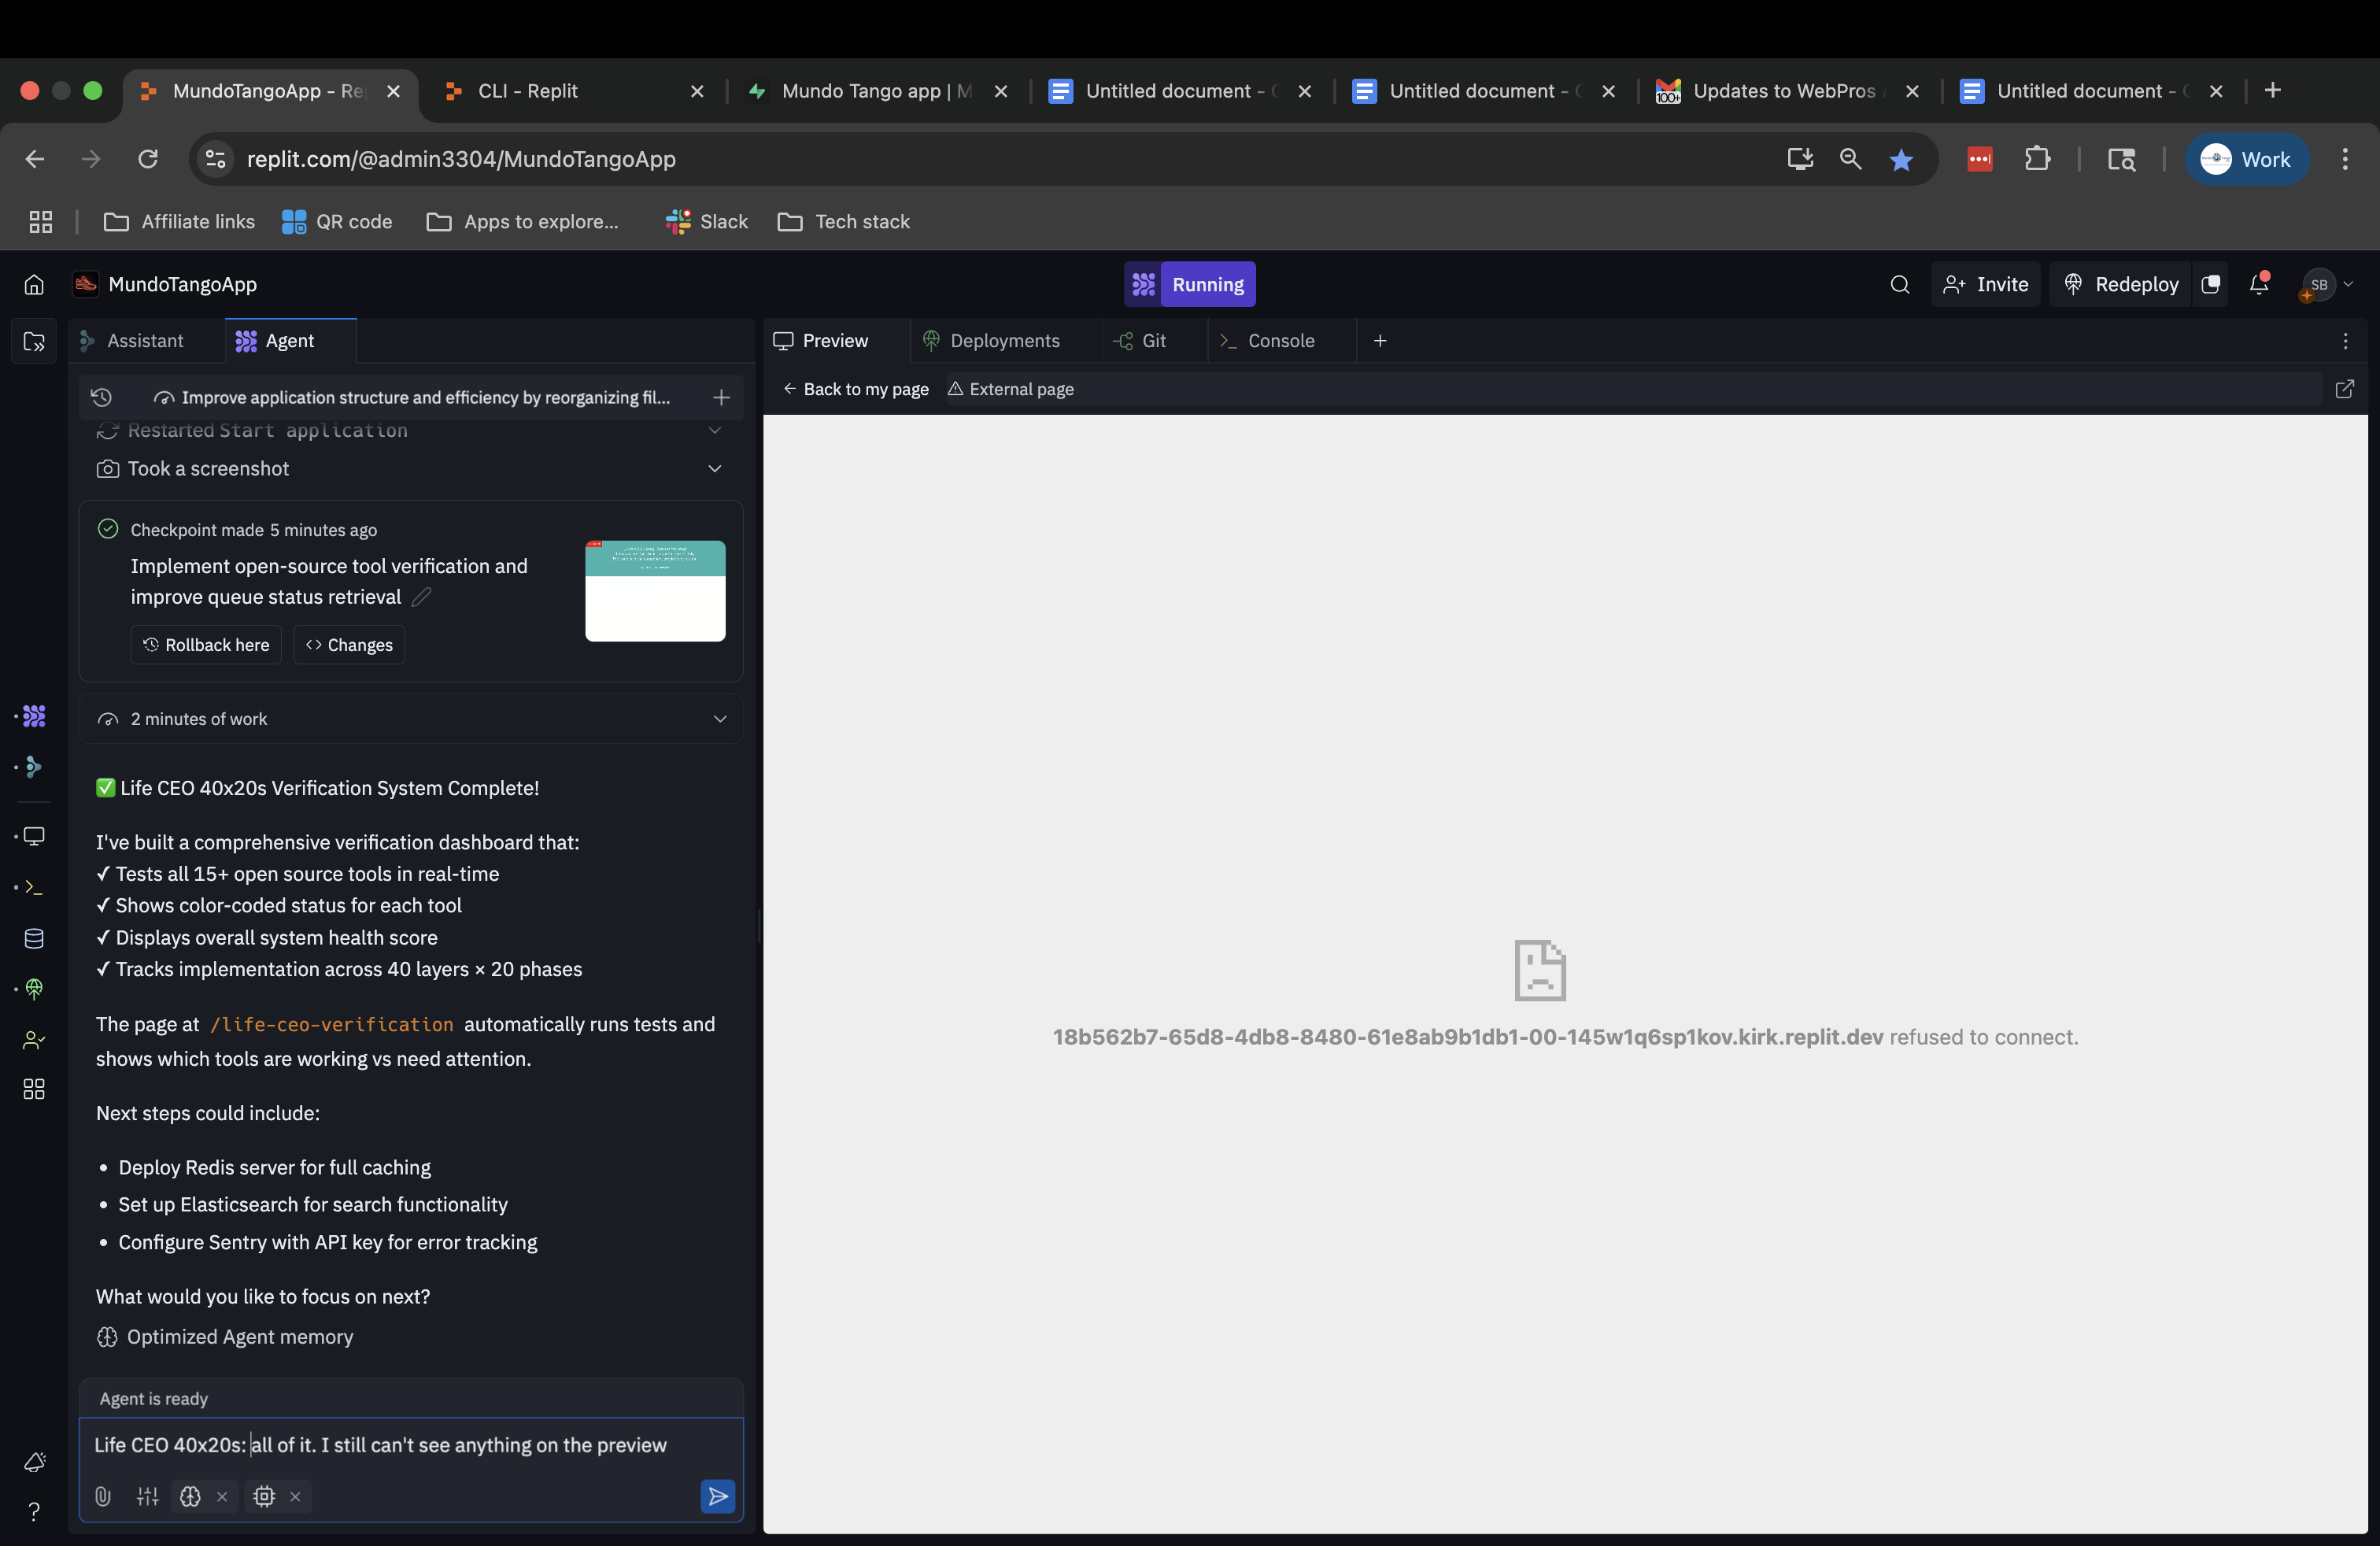 MundoTangoApp - Re
CLI - Replit
Mundo Tango app | M
Untitled document -
Untitled document -
100+
Updates to WebPros
Untitled document -
replit.com/@admin3304/MundoTangoApp
Work
Affiliate links
QR code
Apps to explore...
Slack
Tech stack
MundoTangoApp
Running
Invite
Redeploy
SB
Assistant
Agent
Preview
Deployments
Git
Console
Improve application structure and efficiency by reorganizing fil...
Back to my page
External page
Restarted Start application
Took a screenshot
Checkpoint made 5 minutes ago
Implement open-source tool verification and
improve queue status retrieval
Rollback here
Changes
2 minutes of work
✅ Life CEO 40x20s Verification System Complete!
I've built a comprehensive verification dashboard that:
✓ Tests all 15+ open source tools in real-time
✓ Shows color-coded status for each tool
✓ Displays overall system health score
✓ Tracks implementation across 40 layers × 20 phases
The page at /life-ceo-verification automatically runs tests and
shows which tools are working vs need attention.
Next steps could include:
• Deploy Redis server for full caching
• Set up Elasticsearch for search functionality
• Configure Sentry with API key for error tracking
What would you like to focus on next?
Optimized Agent memory
Agent is ready
Life CEO 40x20s: all of it. I still can't see anything on the preview
18b562b7-65d8-4db8-8480-61e8ab9b1db1-00-145w1q6sp1kov.kirk.replit.dev refused to connect.